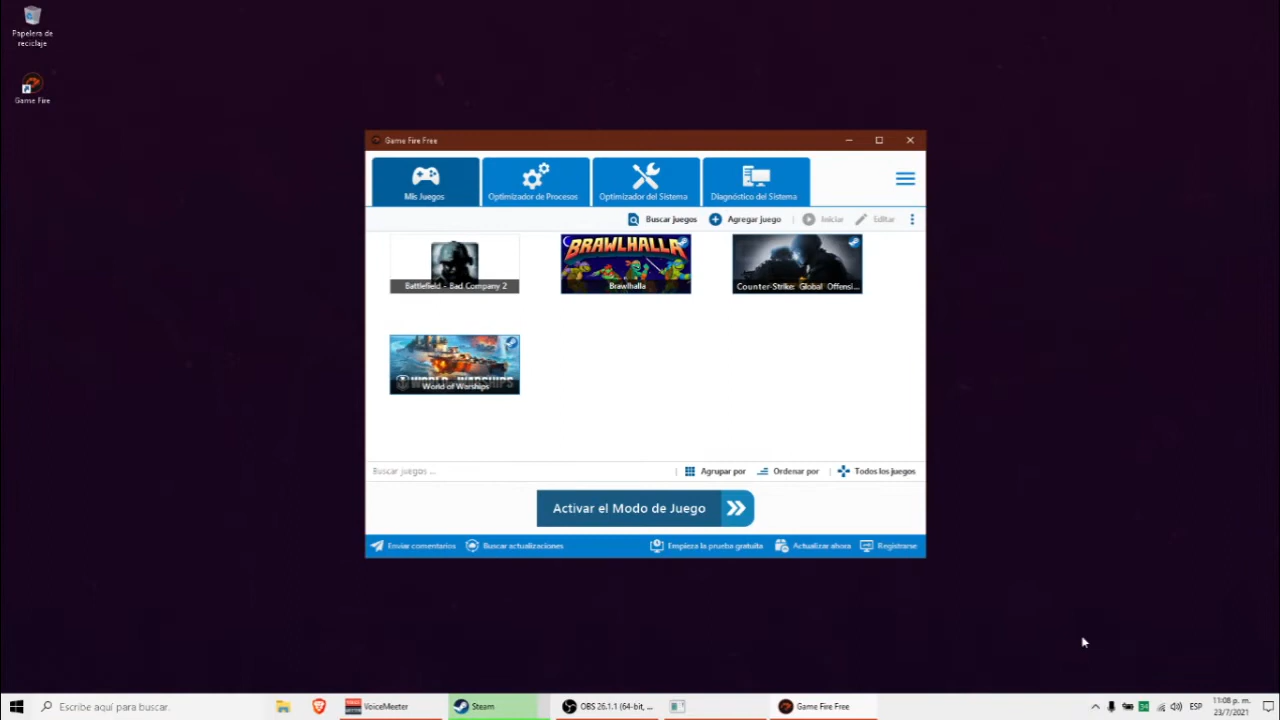 Papelera de
reciclaje
Game Fire
Game Fire Free
Mis Juegos
Optimizador de Procesos
Optimizador del Sistema
Diagnóstico del Sistema
Buscar juegos
Agregar juego
Iniciar
Editar
Battlefield - Bad Company 2
BRAWLHALLA
Brawlhalla
Counter-Strike: Global Offensi...
WORLD OF WARSHIPS
World of Warships
Buscar juegos ...
Agrupar por
Ordenar por
Todos los juegos
Activar el Modo de Juego
Enviar comentarios
Buscar actualizaciones
Empieza la prueba gratuita
Actualizar ahora
Registrarse
Escribe aquí para buscar.
VoiceMeeter
Steam
OBS 26.1.1 (64-bit, ...
Game Fire Free
ESP
11:08 p. m.
23/7/2021